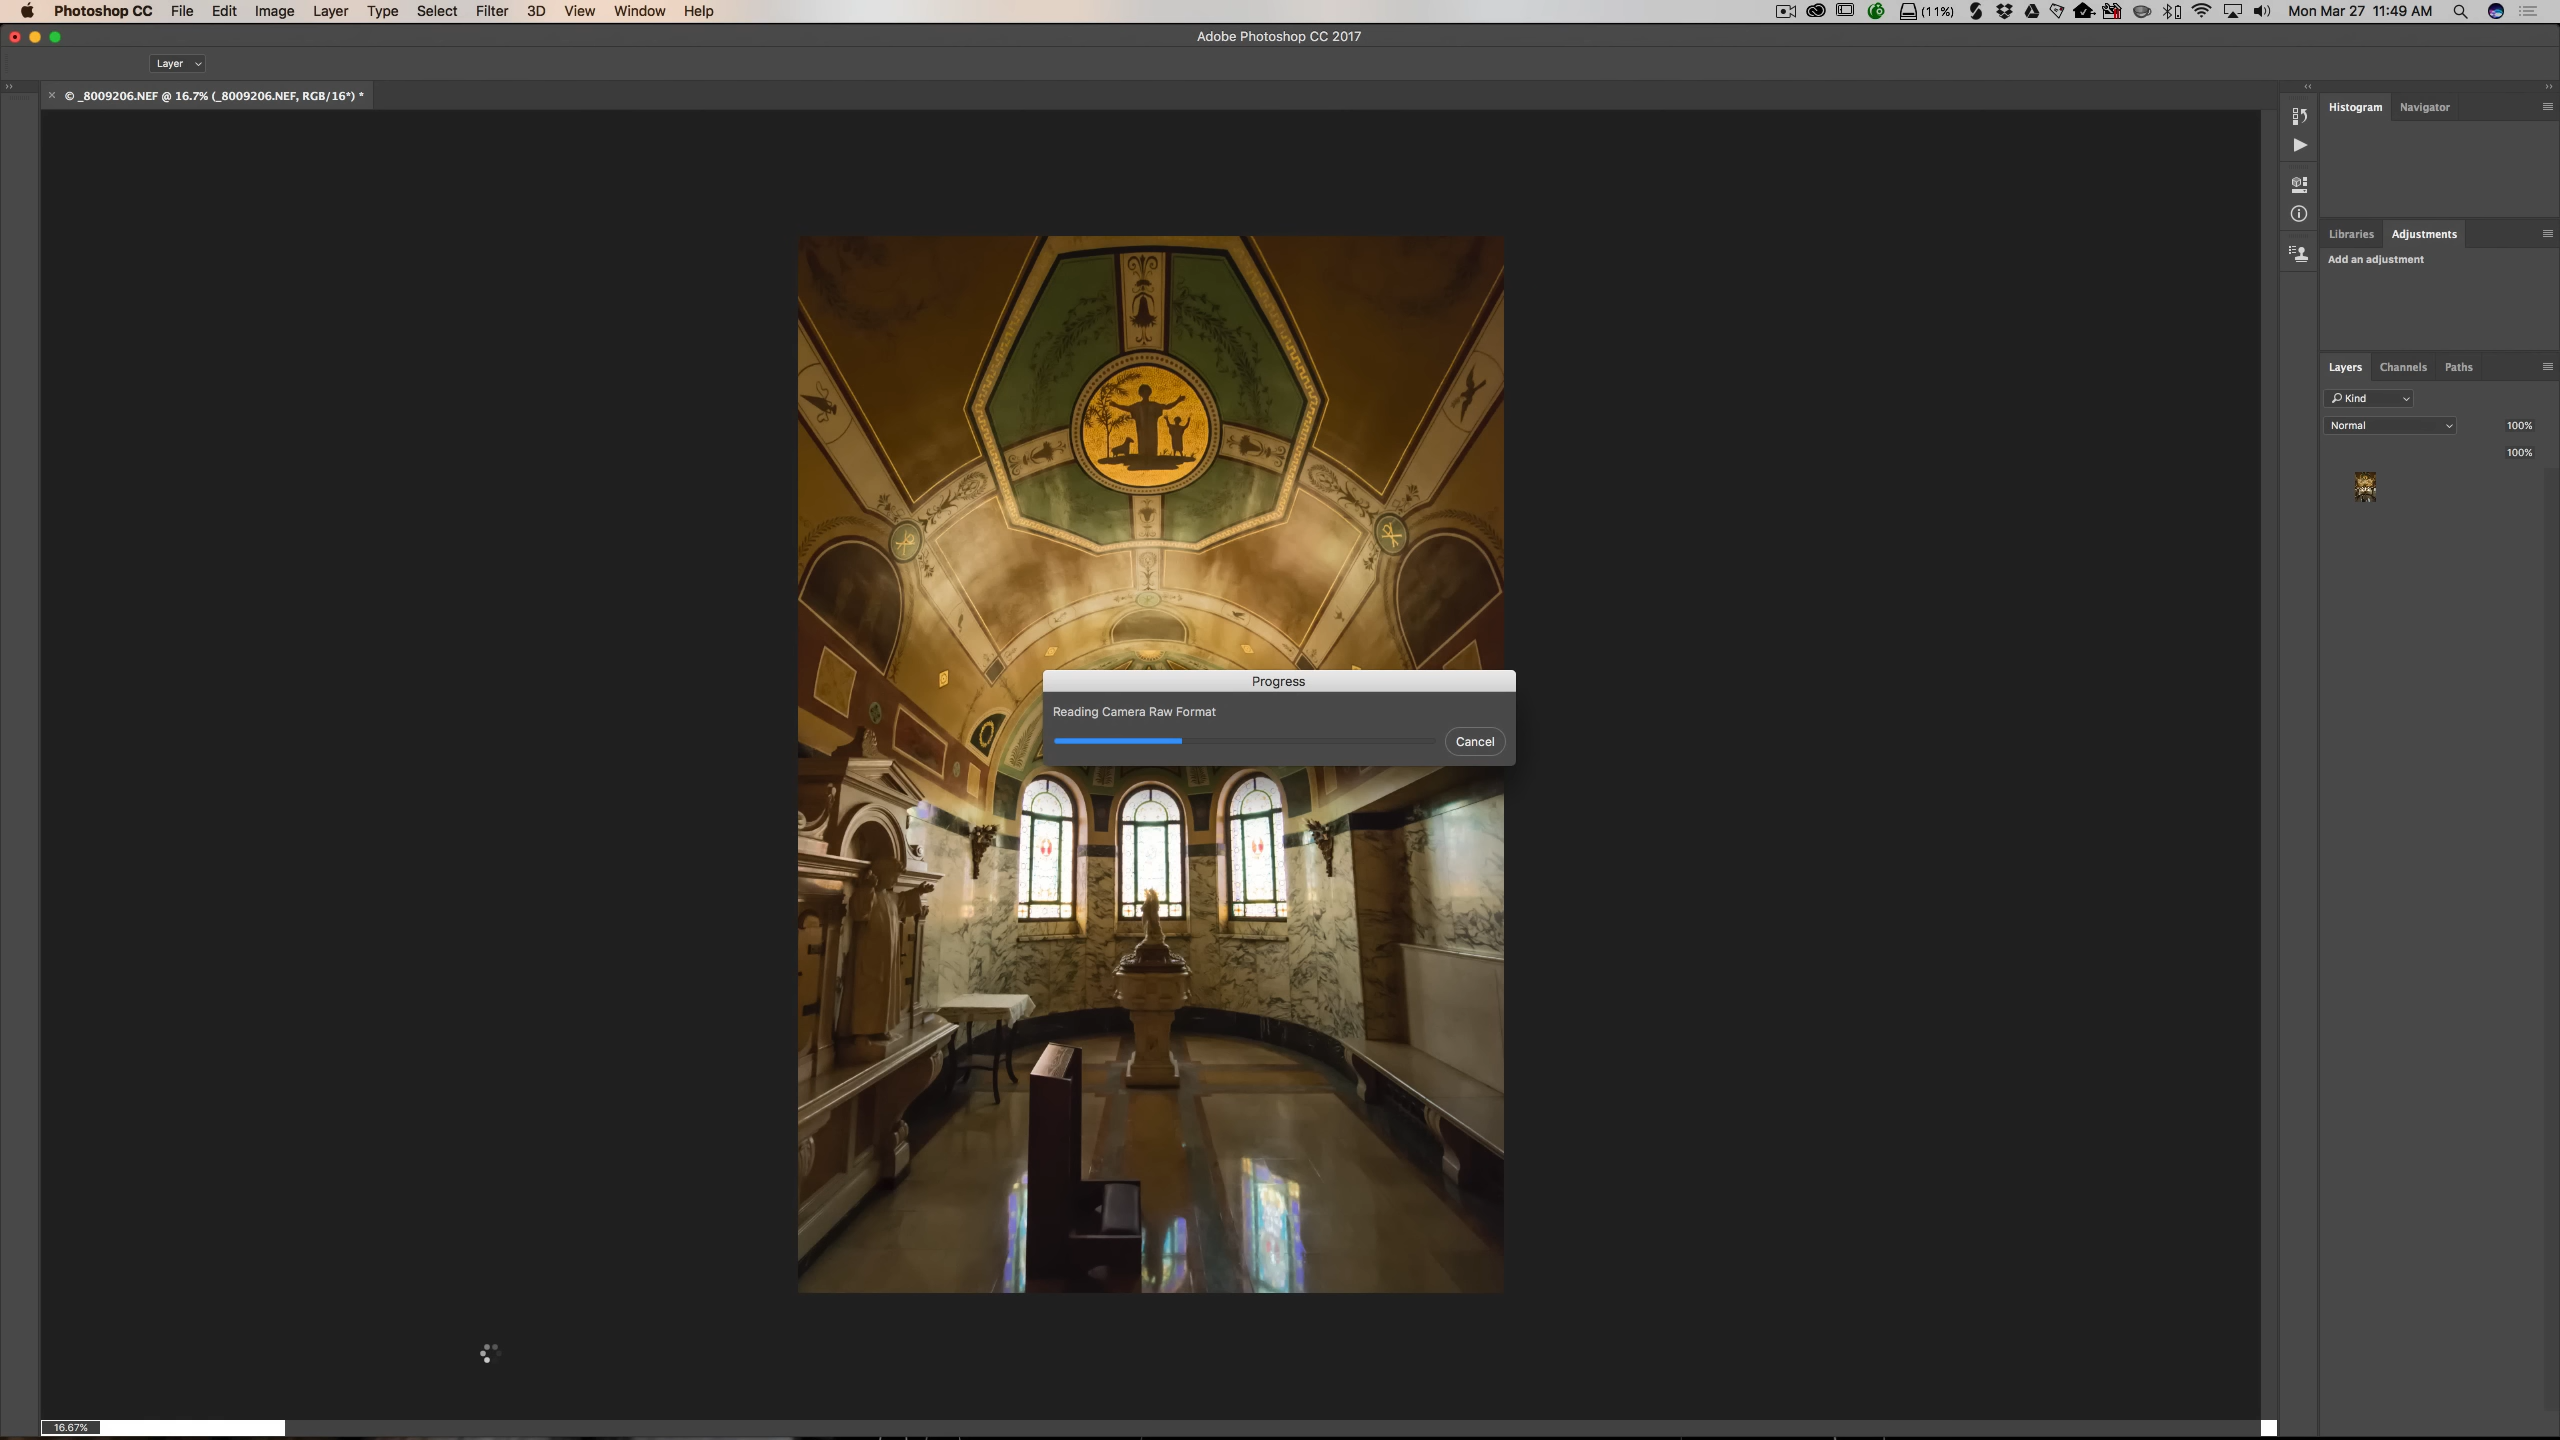 Photoshop CC File Edit Image Layer Type Select Filter 3D View Window Help (11%) Mon Mar 27 11:49 AM
Adobe Photoshop CC 2017
Layer
© _8009206.NEF @ 16.7% (_8009206.NEF, RGB/16*) *
Histogram Navigator
Libraries Adjustments
Add an adjustment
Layers Channels Paths
Kind
Normal 100%
100%
Progress
Reading Camera Raw Format
Cancel
16.67%